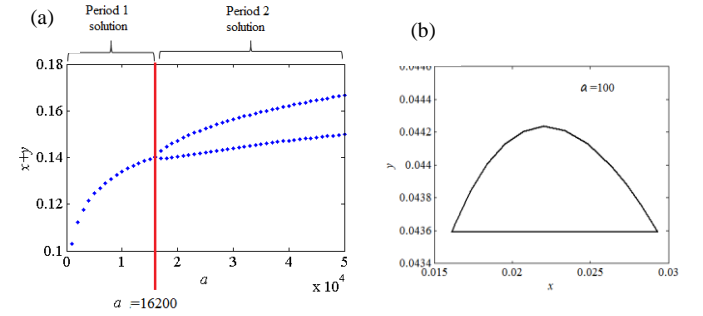 (a)
Period 1
solution
Period 2
solution
0.18
0.16
0.14
0.12
0.1
x+y
0 1 2 3 4 5
a
x 10^4
a =16200
(b)
0.0446
0.0444
0.0442
0.044
0.0438
0.0436
0.0434
y
a =100
0.015 0.02 0.025 0.03
x